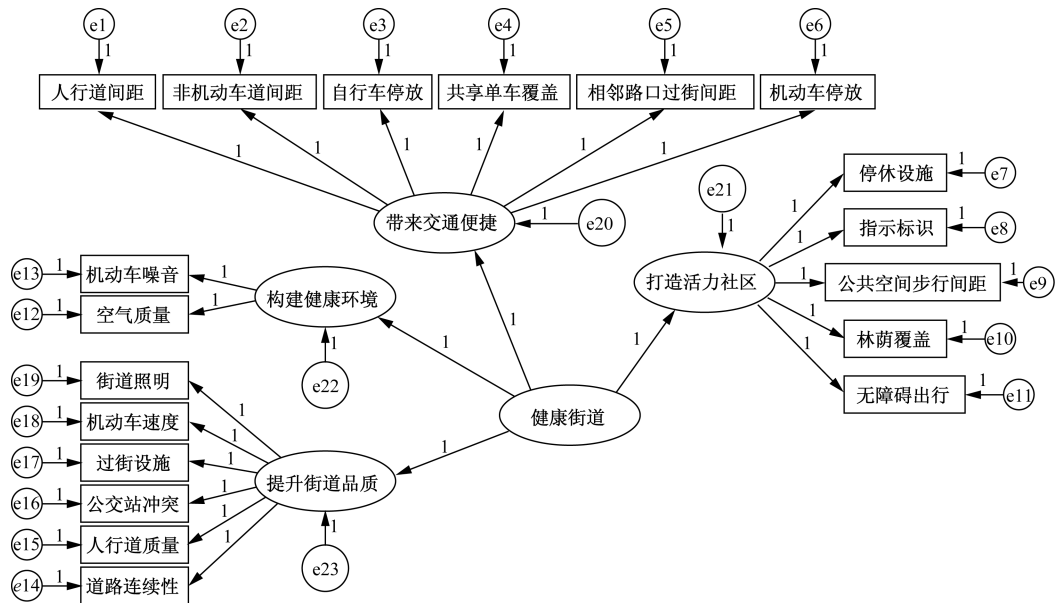 e1 e2 e3 e4 e5 e6
1 1 1 1 1 1
人行道间距 非机动车道间距 自行车停放 共享单车覆盖 相邻路口过街间距 机动车停放
1 1 1 1 1 1
带来交通便捷 1 e20
e21
1
打造活力社区
1 停休设施 1 e7
1 指示标识 1 e8
1 公共空间步行间距 1 e9
1 林荫覆盖 1 e10
1 无障碍出行 1 e11
e13 1 机动车噪音 1
e12 1 空气质量 1
构建健康环境
1
e22
1 1 1
健康街道
1
e19 1 街道照明 1
e18 1 机动车速度 1
e17 1 过街设施 1
e16 1 公交站冲突 1
e15 1 人行道质量 1
e14 1 道路连续性 1
提升街道品质
1
e23